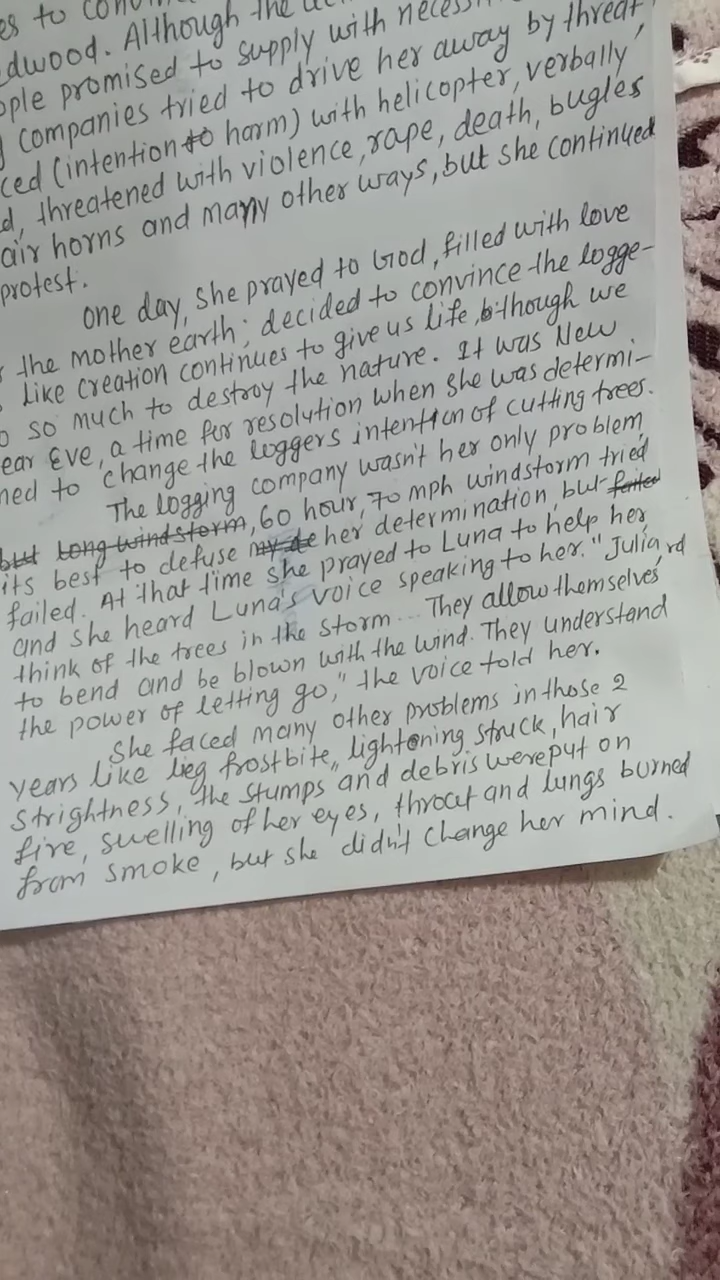 es to
edwood. Although the
ople promised to supply with
companies tried to drive her away by threat
ced (intention to harm) with helicopter, verbally
d, threatened with violence, rape, death, bugles
air horns and many other ways, but she continued
protest.
One day, she prayed to God, filled with love
the mother earth; decided to convince the logge-
like creation continues to give us life, though we
o so much to destroy the nature. It was New
ear Eve, a time for resolution when she was determi-
ned to change the loggers intention of cutting trees.
The logging company wasn't her only problem
but long windstorm, 60 hour, 70 mph windstorm tried
its best to defuse her determination, but failed
failed. At that time she prayed to Luna to help her
and she heard Luna's voice speaking to her. "Julia, rd
think of the trees in the storm... They allow themselves
to bend and be blown with the wind. They understand
the power of letting go," the voice told her.
She faced many other problems in those 2
years like leg frostbite, lightening struck, hair
strightness, the stumps and debris were put on
fire, swelling of her eyes, throat and lungs burned
from smoke, but she didn't change her mind.